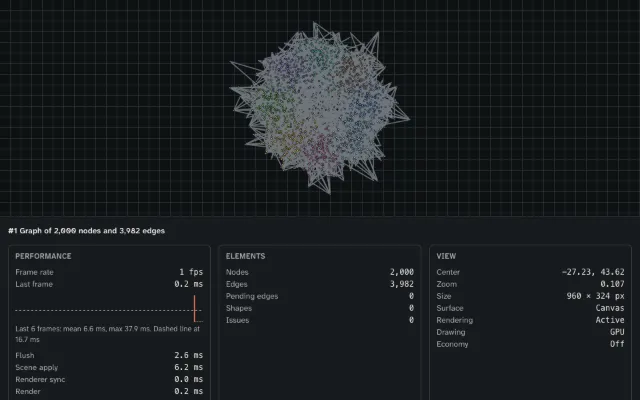 #1 Graph of 2,000 nodes and 3,982 edges
PERFORMANCE
Frame rate 1 fps
Last frame 0.2 ms
Last 6 frames: mean 6.6 ms, max 37.9 ms. Dashed line at
16.7 ms
Flush 2.6 ms
Scene apply 6.2 ms
Renderer sync 0.0 ms
Render 0.2 ms
ELEMENTS
Nodes 2,000
Edges 3,982
Pending edges 0
Shapes 0
Issues 0
VIEW
Center −27.23, 43.62
Zoom 0.107
Size 960 × 324 px
Surface Canvas
Rendering Active
Drawing GPU
Economy Off